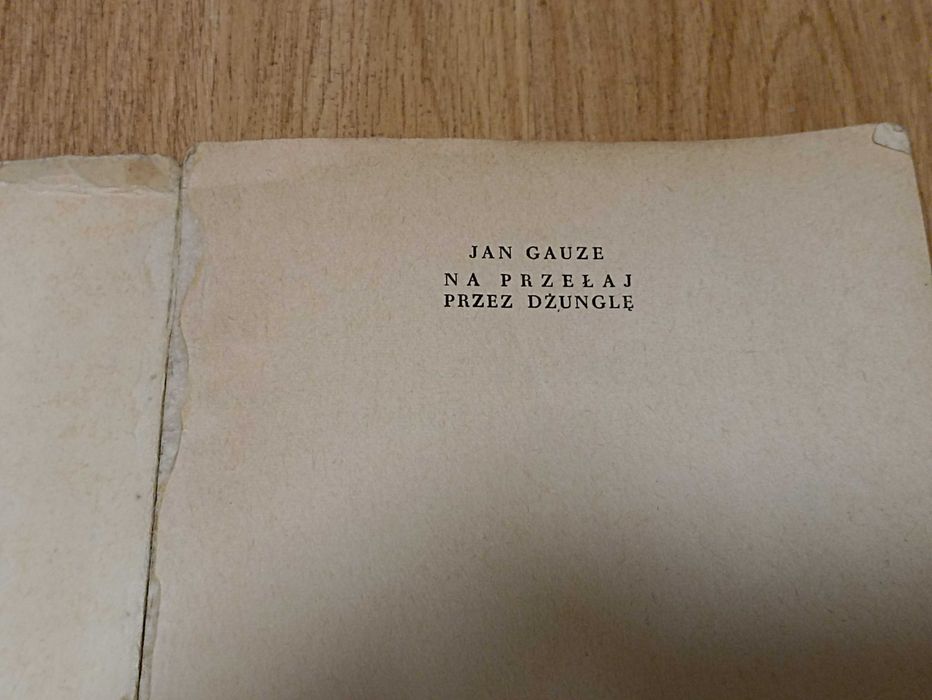 JAN GAUZE
NA PRZEŁAJ
PRZEZ DŻUNGLĘ